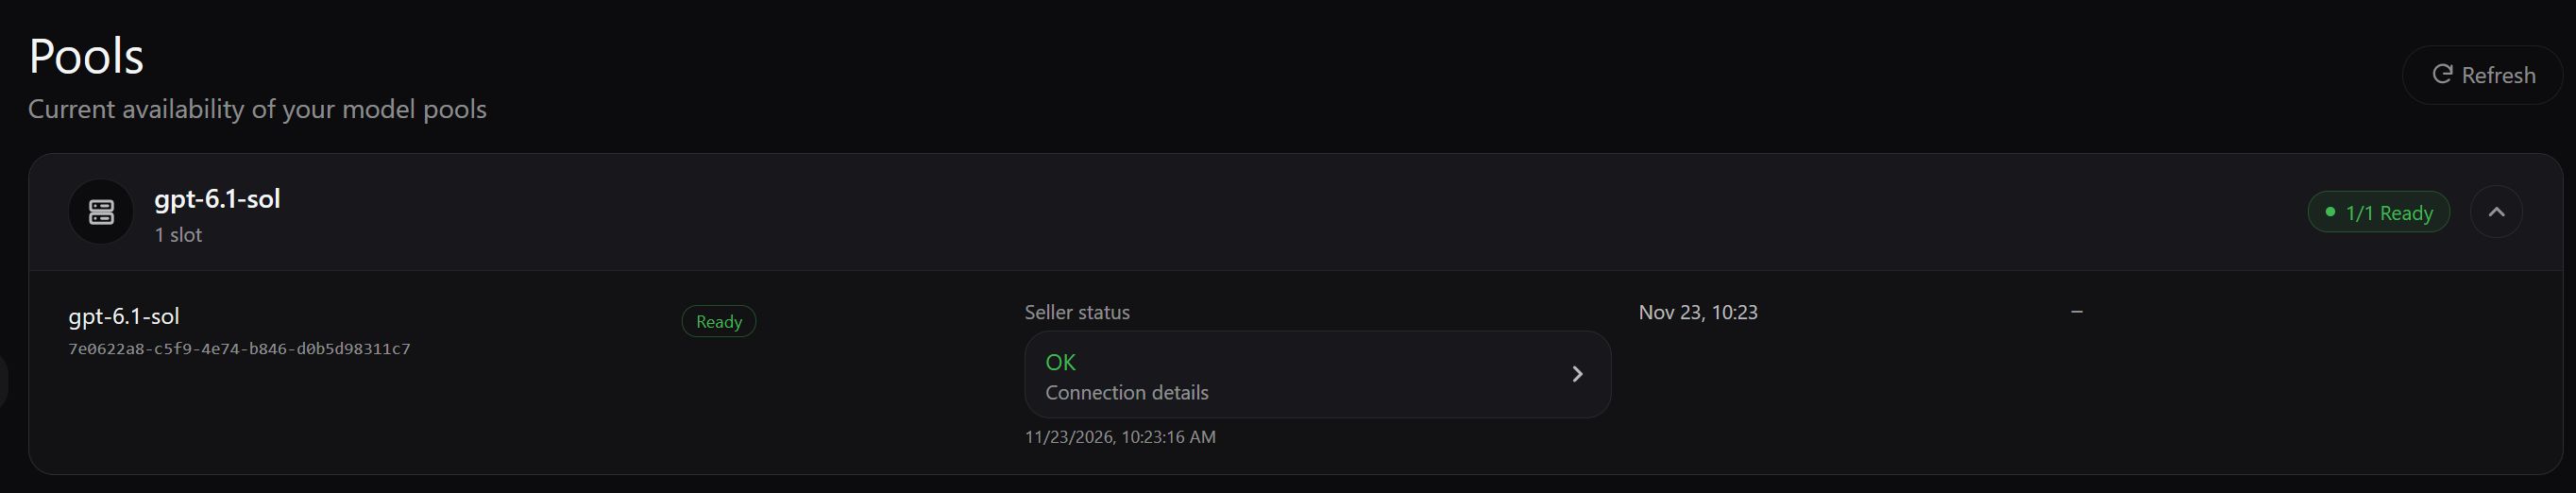 Pools
Current availability of your model pools
Refresh
gpt-6.1-sol
1 slot
1/1 Ready
gpt-6.1-sol
7e0622a8-c5f9-4e74-b846-d0b5d98311c7
Ready
Seller status
OK
Connection details
11/23/2026, 10:23:16 AM
Nov 23, 10:23
–